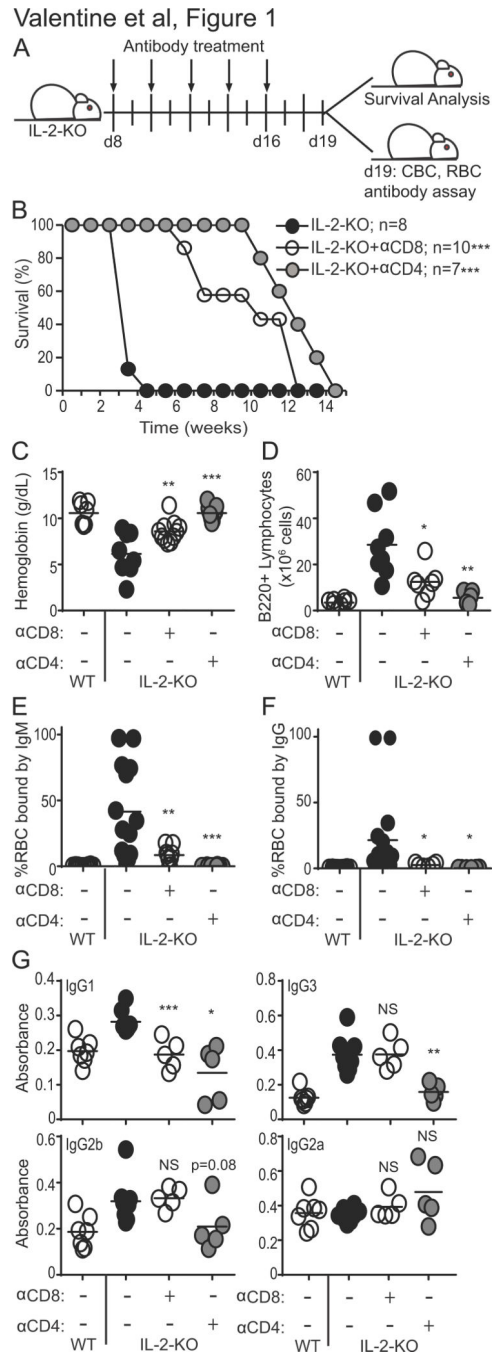 Valentine et al, Figure 1
A
Antibody treatment
IL-2-KO
d8
d16
d19
Survival Analysis
d19: CBC, RBC
antibody assay
B
Survival (%)
100
80
60
40
20
0
0 2 4 6 8 10 12 14
Time (weeks)
IL-2-KO; n=8
IL-2-KO+αCD8; n=10***
IL-2-KO+αCD4; n=7***
C
Hemoglobin (g/dL)
15
10
5
0
** ***
αCD8: - - + -
αCD4: - - - +
WT IL-2-KO
D
B220+ Lymphocytes
(x10⁶ cells)
60
40
20
0
* **
- - + -
- - - +
WT IL-2-KO
E
%RBC bound by IgM
100
50
0
** ***
αCD8: - - + -
αCD4: - - - +
WT IL-2-KO
F
%RBC bound by IgG
100
50
0
* *
αCD8: - - + -
αCD4: - - - +
WT IL-2-KO
G
Absorbance
0.4
0.3
0.2
0.1
IgG1
*** *
IgG3
0.6
0.4
0.2
0
NS **
Absorbance
0.6
0.4
0.2
0
IgG2b
NS p=0.08
IgG2a
0.8
0.6
0.4
0.2
0
NS NS
αCD8: - - + -
αCD4: - - - +
WT IL-2-KO
αCD8: - - + -
αCD4: - - - +
WT IL-2-KO